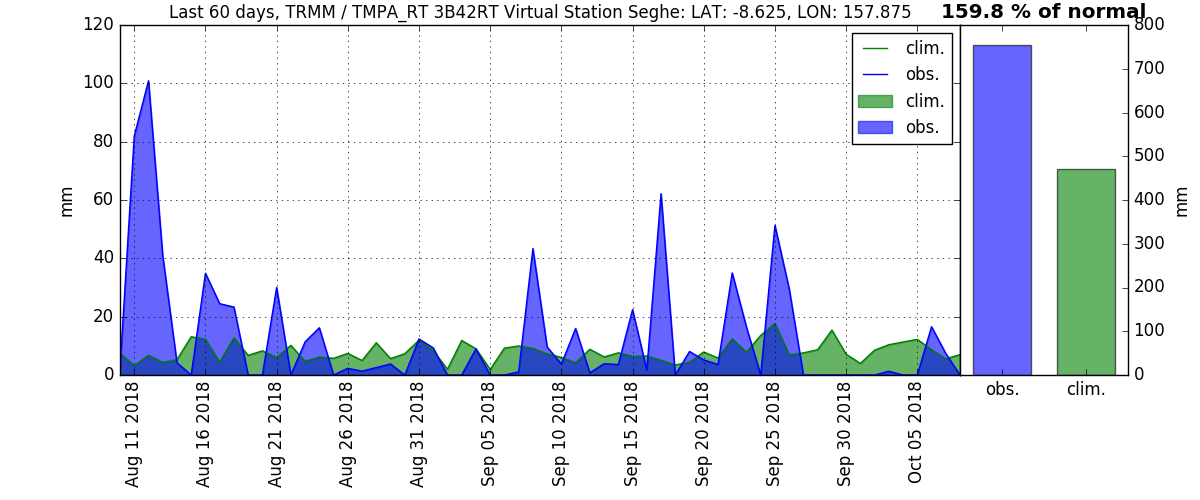 Last 60 days, TRMM / TMPA_RT 3B42RT Virtual Station Seghe: LAT: -8.625, LON: 157.875
159.8 % of normal
mm
120
100
80
60
40
20
0
clim.
obs.
clim.
obs.
800
700
600
500
400
300
200
100
0
mm
Aug 11 2018
Aug 16 2018
Aug 21 2018
Aug 26 2018
Aug 31 2018
Sep 05 2018
Sep 10 2018
Sep 15 2018
Sep 20 2018
Sep 25 2018
Sep 30 2018
Oct 05 2018
obs.
clim.